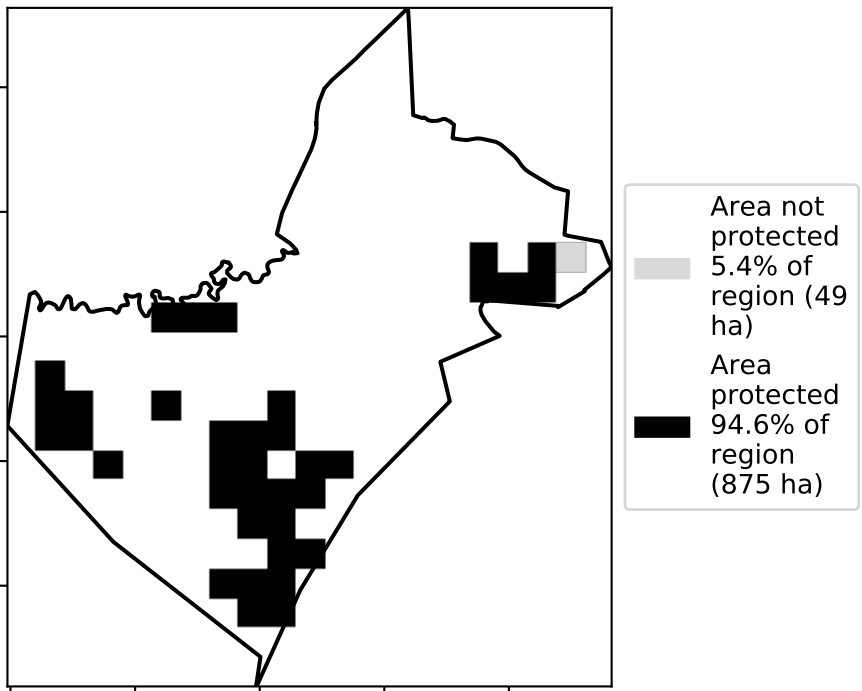 Area not
protected
5.4% of
region (49
ha)
Area
protected
94.6% of
region
(875 ha)